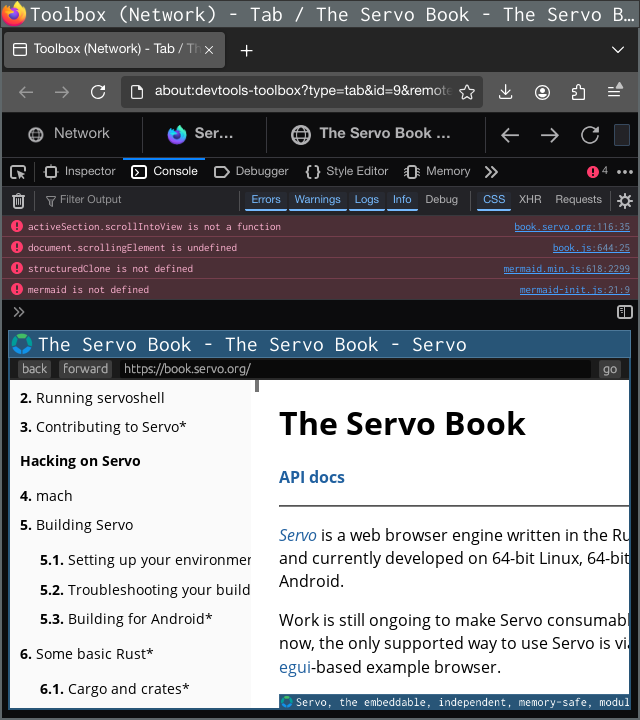 Toolbox (Network) - Tab / The Servo Book - The Servo B...
Toolbox (Network) - Tab / Th
about:devtools-toolbox?type=tab&id=9&remote
Network
Ser...
The Servo Book ...
Inspector
Console
Debugger
Style Editor
Memory
4
Filter Output
Errors
Warnings
Logs
Info
Debug
CSS
XHR
Requests
activeSection.scrollIntoView is not a function book.servo.org:116:35
document.scrollingElement is undefined book.js:644:25
structuredClone is not defined mermaid.min.js:618:2299
mermaid is not defined mermaid-init.js:21:9
The Servo Book - The Servo Book - Servo
back forward https://book.servo.org/ go
2. Running servoshell
3. Contributing to Servo*
Hacking on Servo
4. mach
5. Building Servo
5.1. Setting up your environmen
5.2. Troubleshooting your build
5.3. Building for Android*
6. Some basic Rust*
6.1. Cargo and crates*
The Servo Book
API docs
Servo is a web browser engine written in the Ru
and currently developed on 64-bit Linux, 64-bit
Android.
Work is still ongoing to make Servo consumabl
now, the only supported way to use Servo is via
egui-based example browser.
Servo, the embeddable, independent, memory-safe, modul